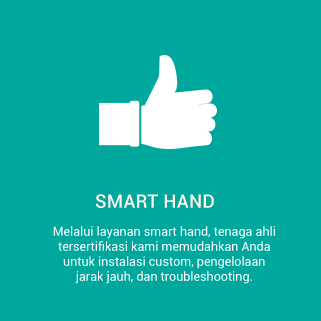 SMART HAND
Melalui layanan smart hand, tenaga ahli
tersertifikasi kami memudahkan Anda
untuk instalasi custom, pengelolaan
jarak jauh, dan troubleshooting.